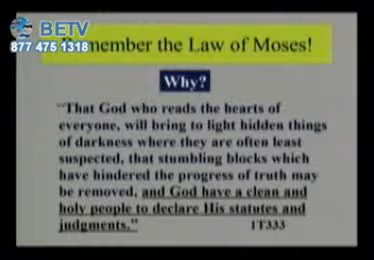 BETV
877 475 1318
Remember the Law of Moses!
Why?
"That God who reads the hearts of
everyone, will bring to light hidden things
of darkness where they are often least
suspected, that stumbling blocks which
have hindered the progress of truth may
be removed, and God have a clean and
holy people to declare His statutes and
judgments." 1T333